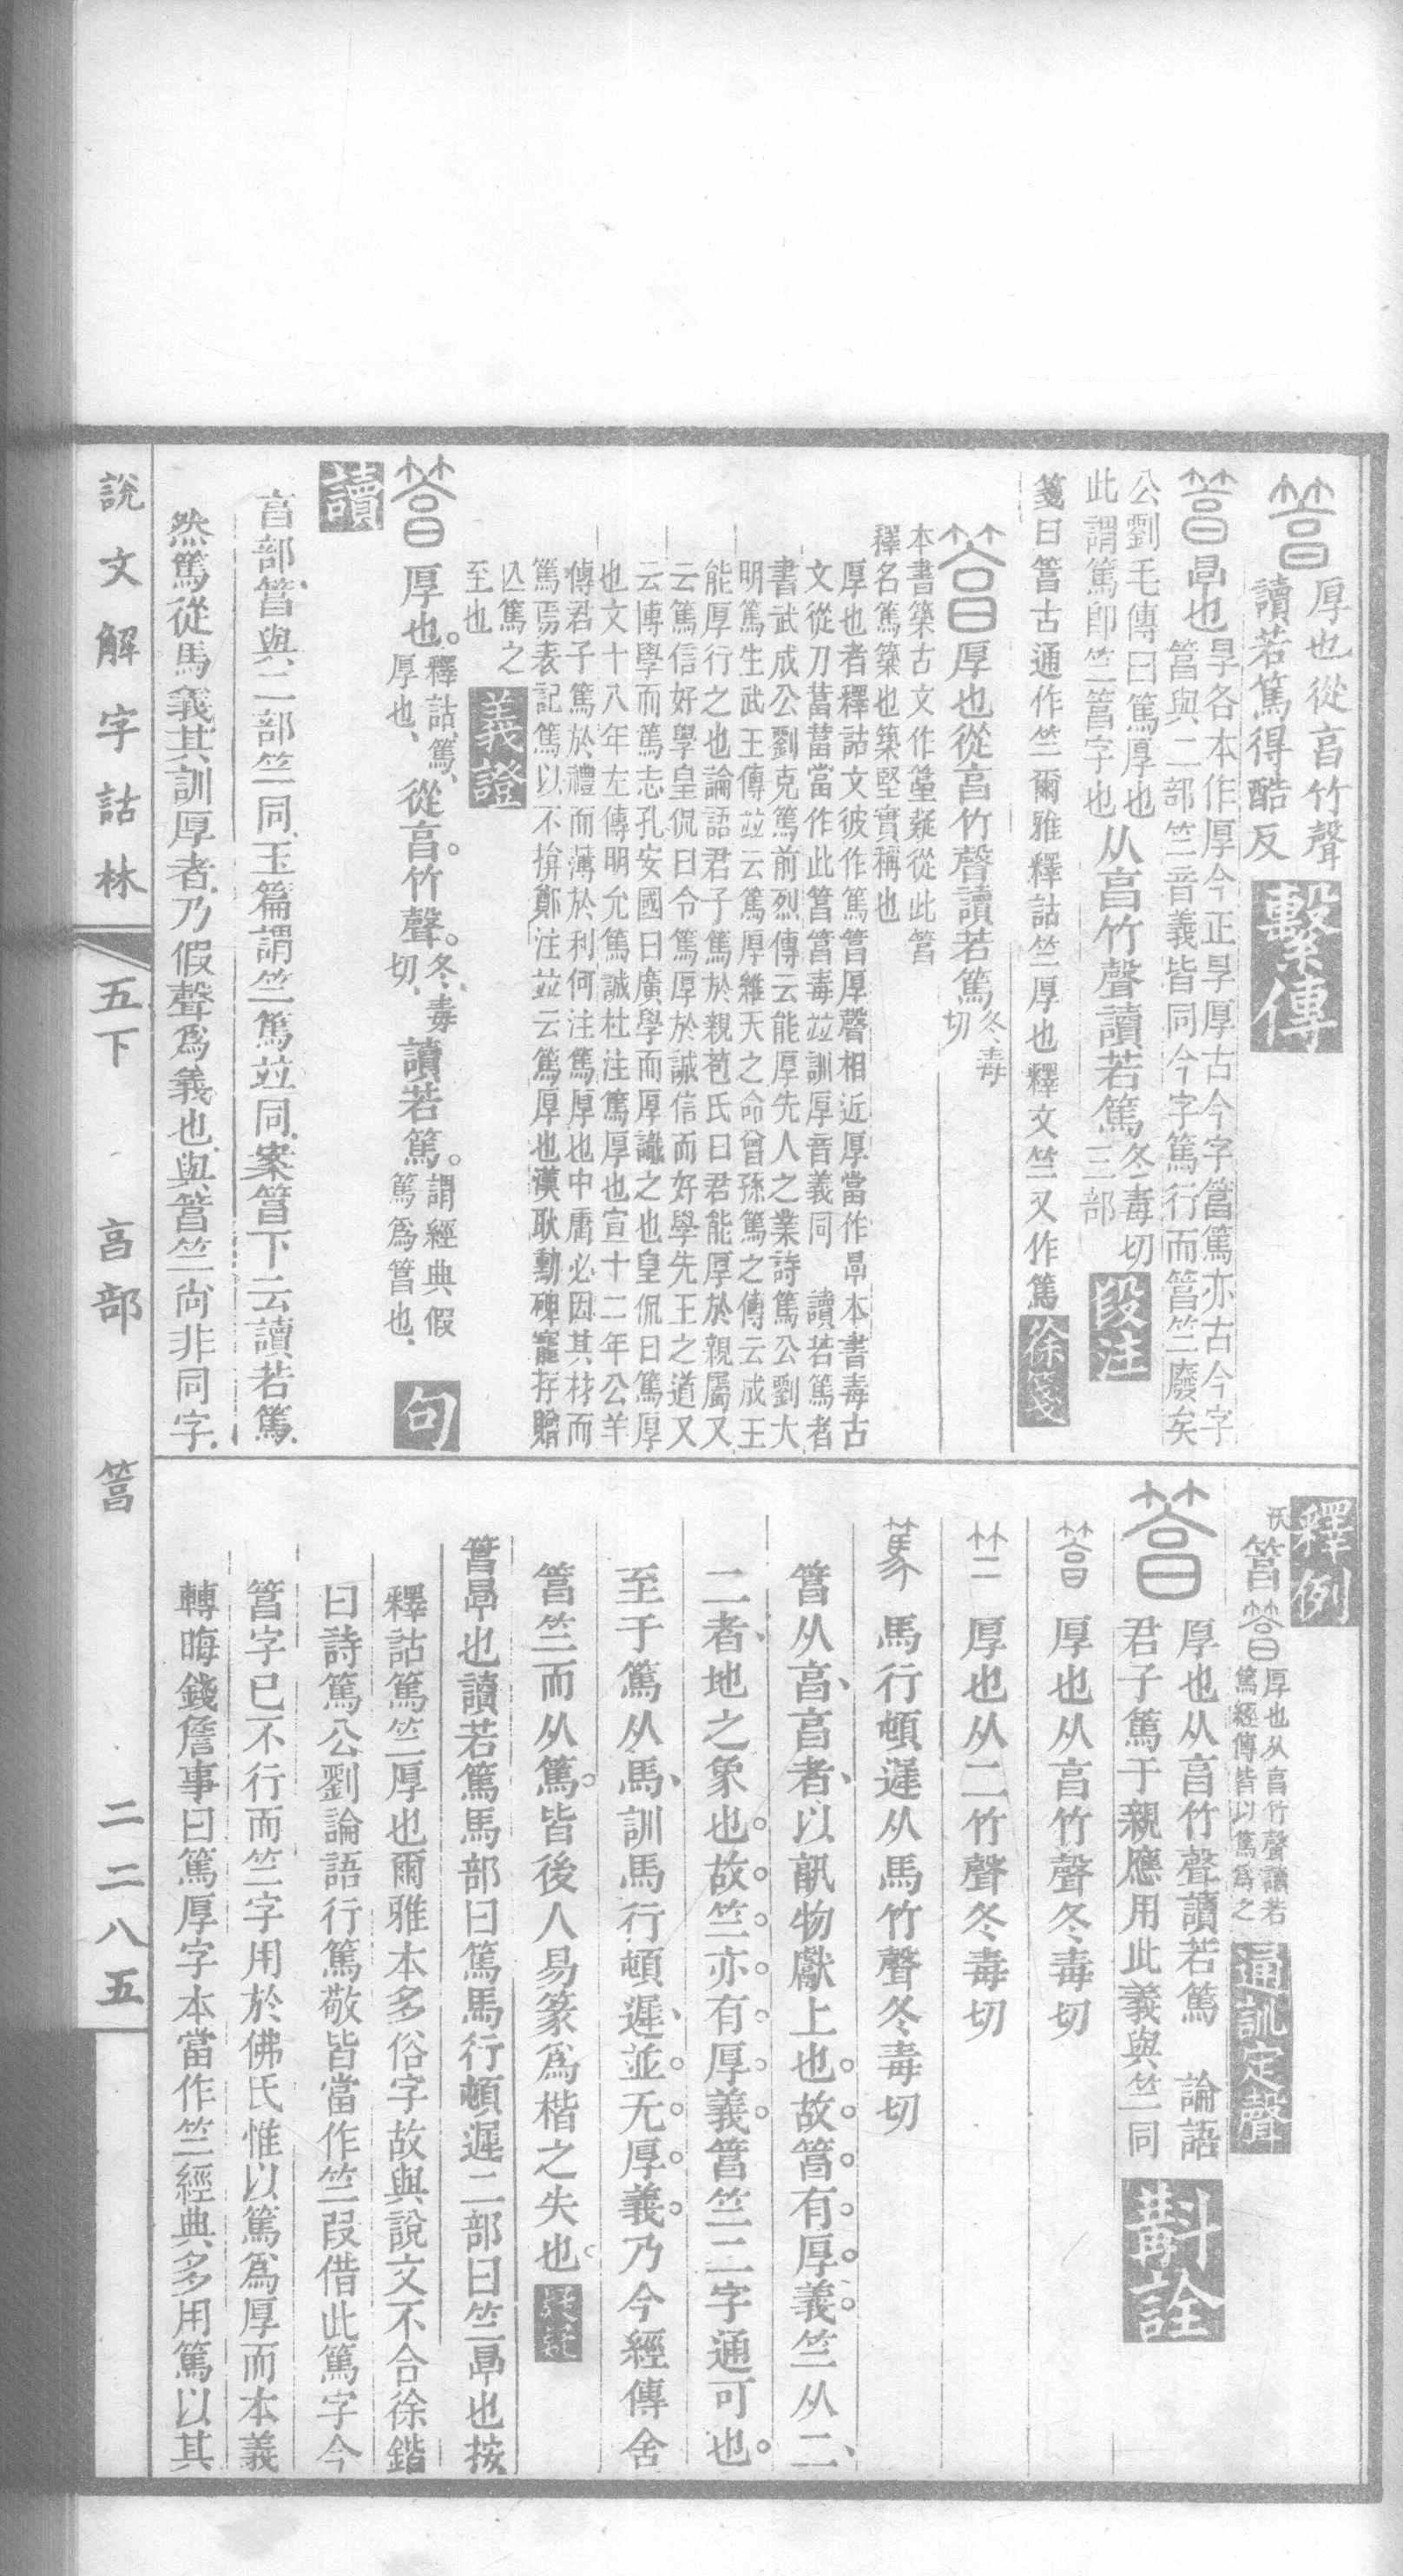 厚也從亯竹聲
讀若篤得酷反
繫傳
㫗也
㫗各本作厚今正㫗厚古今字䈞篤亦古今字
䈞與二部竺音義皆同今字篤行而䈞竺廢矣
公劉毛傳曰篤厚也
此謂篤卽竺䈞字也
从亯竹聲讀若篤
冬毒切
三部
段注
箋曰䈞古通作竺爾雅釋詁竺厚也釋文竺又作篤
徐箋
厚也從亯竹聲讀若篤
冬毒
切
本書築古文作𥲒疑從此䈞
釋名篤築也築堅實稱也
厚也者釋詁文彼作篤䈞厚聲相近厚當作㫗本書毒古
文從刀𦸕𦸕當作此䈞䈞毒竝訓厚音義同 讀若篤者
書武成公劉克篤前烈傳云能厚先人之業詩篤公劉大
明篤生武王傳竝云篤厚維天之命曾孫篤之傳云成王
能厚行之也論語君子篤於親苞氏曰君能厚於親屬又
云篤信好學皇侃曰令篤厚於誠信而好學先王之道又
云博學而篤志孔安國曰廣學而厚識之也皇侃曰篤厚
也文十八年左傳明允篤誠杜注篤厚也宣十二年公羊
傳君子篤於禮而薄於利何注篤厚也中庸必因其材而
篤焉表記篤以不揜鄭注竝云篤厚也漢耿勳碑寵存贈
亾篤之
至也
義證
厚也。
釋詁、篤、
厚也、
從亯。竹聲。
冬、毒
切、
讀若篤。
謂經典假
篤爲䈞也、
句
讀
亯部䈞、與二部竺同、玉篇謂竺篤竝同、案䈞下云讀若篤、
然篤從馬義、其訓厚者、乃假聲爲義也、與䈞竺尙非同字、
說文解字詁林
五下
亯部
䈞
二二八五
釋例
沃
䈞
厚也从亯竹聲讀若
篤經傳皆以篤爲之
通訓定聲
厚也从亯竹聲讀若篤 論語
君子篤于親應用此義與竺同
斠詮
厚也从亯竹聲冬毒切
厚也从二竹聲冬毒切
馬行頓遲从馬竹聲冬毒切
䈞从亯、亯者、以孰物獻上也。故䈞有厚義。竺从二、
二者、地之象也。故竺亦有厚義。䈞竺二字通可也。
至于篤从馬、訓馬行頓遲、並无厚義。乃今經傳舍
䈞竺而从篤。皆後人易篆爲楷之失也。
䈞㫗也讀若篤馬部曰篤馬行頓遲二部曰竺㫗也按
釋詁篤竺厚也爾雅本多俗字故與說文不合徐鍇
曰詩篤公劉論語行篤敬皆當作竺叚借此篤字今
䈞字已不行而竺字用於佛氏惟以篤爲厚而本義
轉晦錢詹事曰篤厚字本當作竺經典多用篤以其